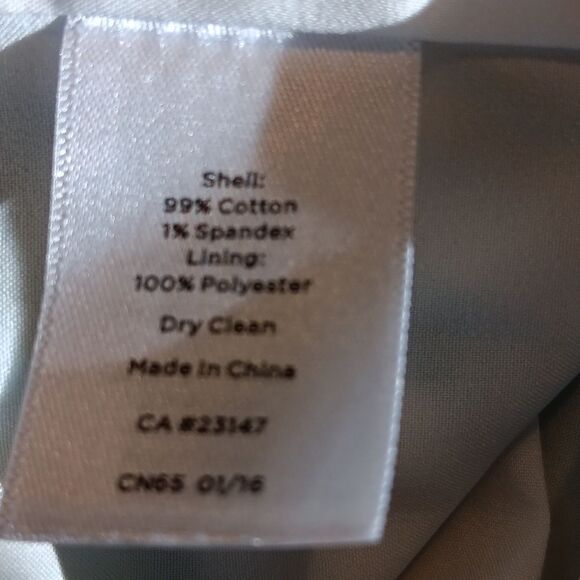 Shell:
99% Cotton
1% Spandex
Lining:
100% Polyester
Dry Clean
Made In China
CA #23147
CN65 01/16